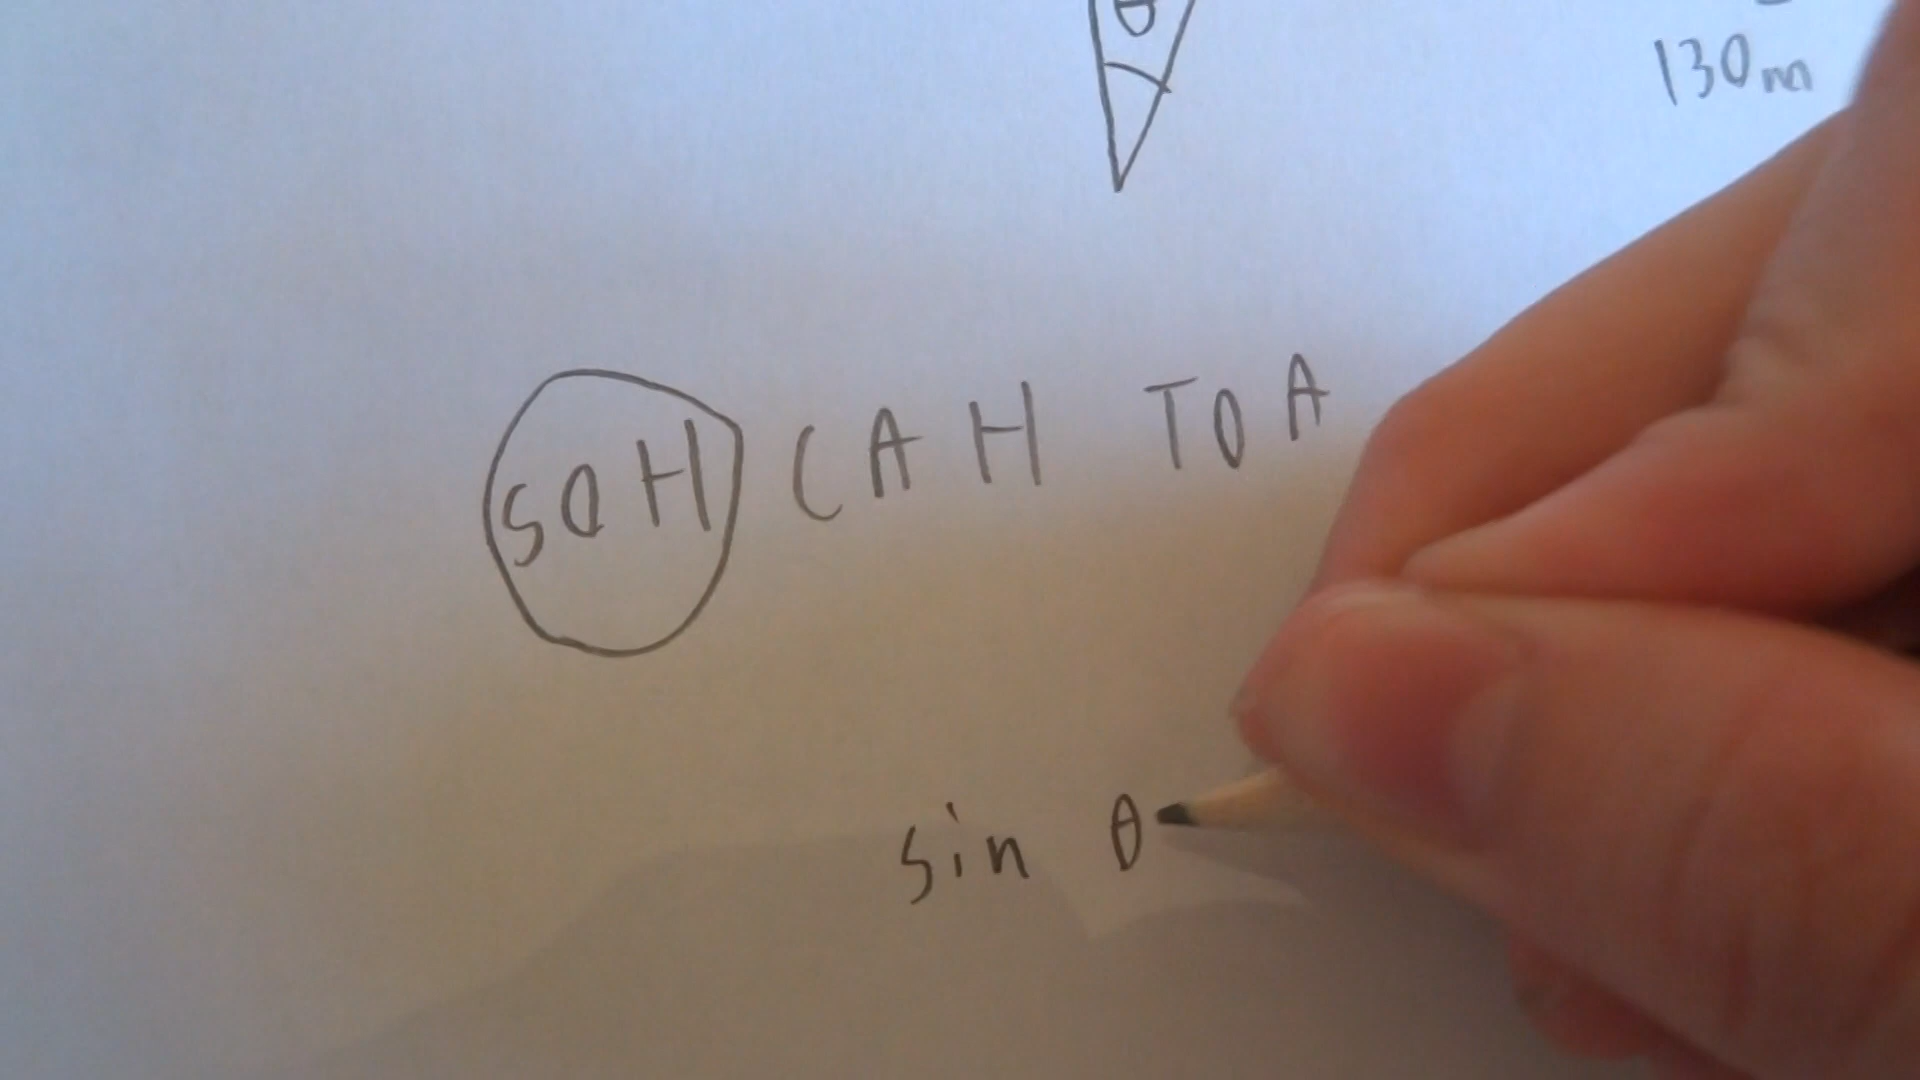 θ
130m
SOH CAH TOA
sin θ